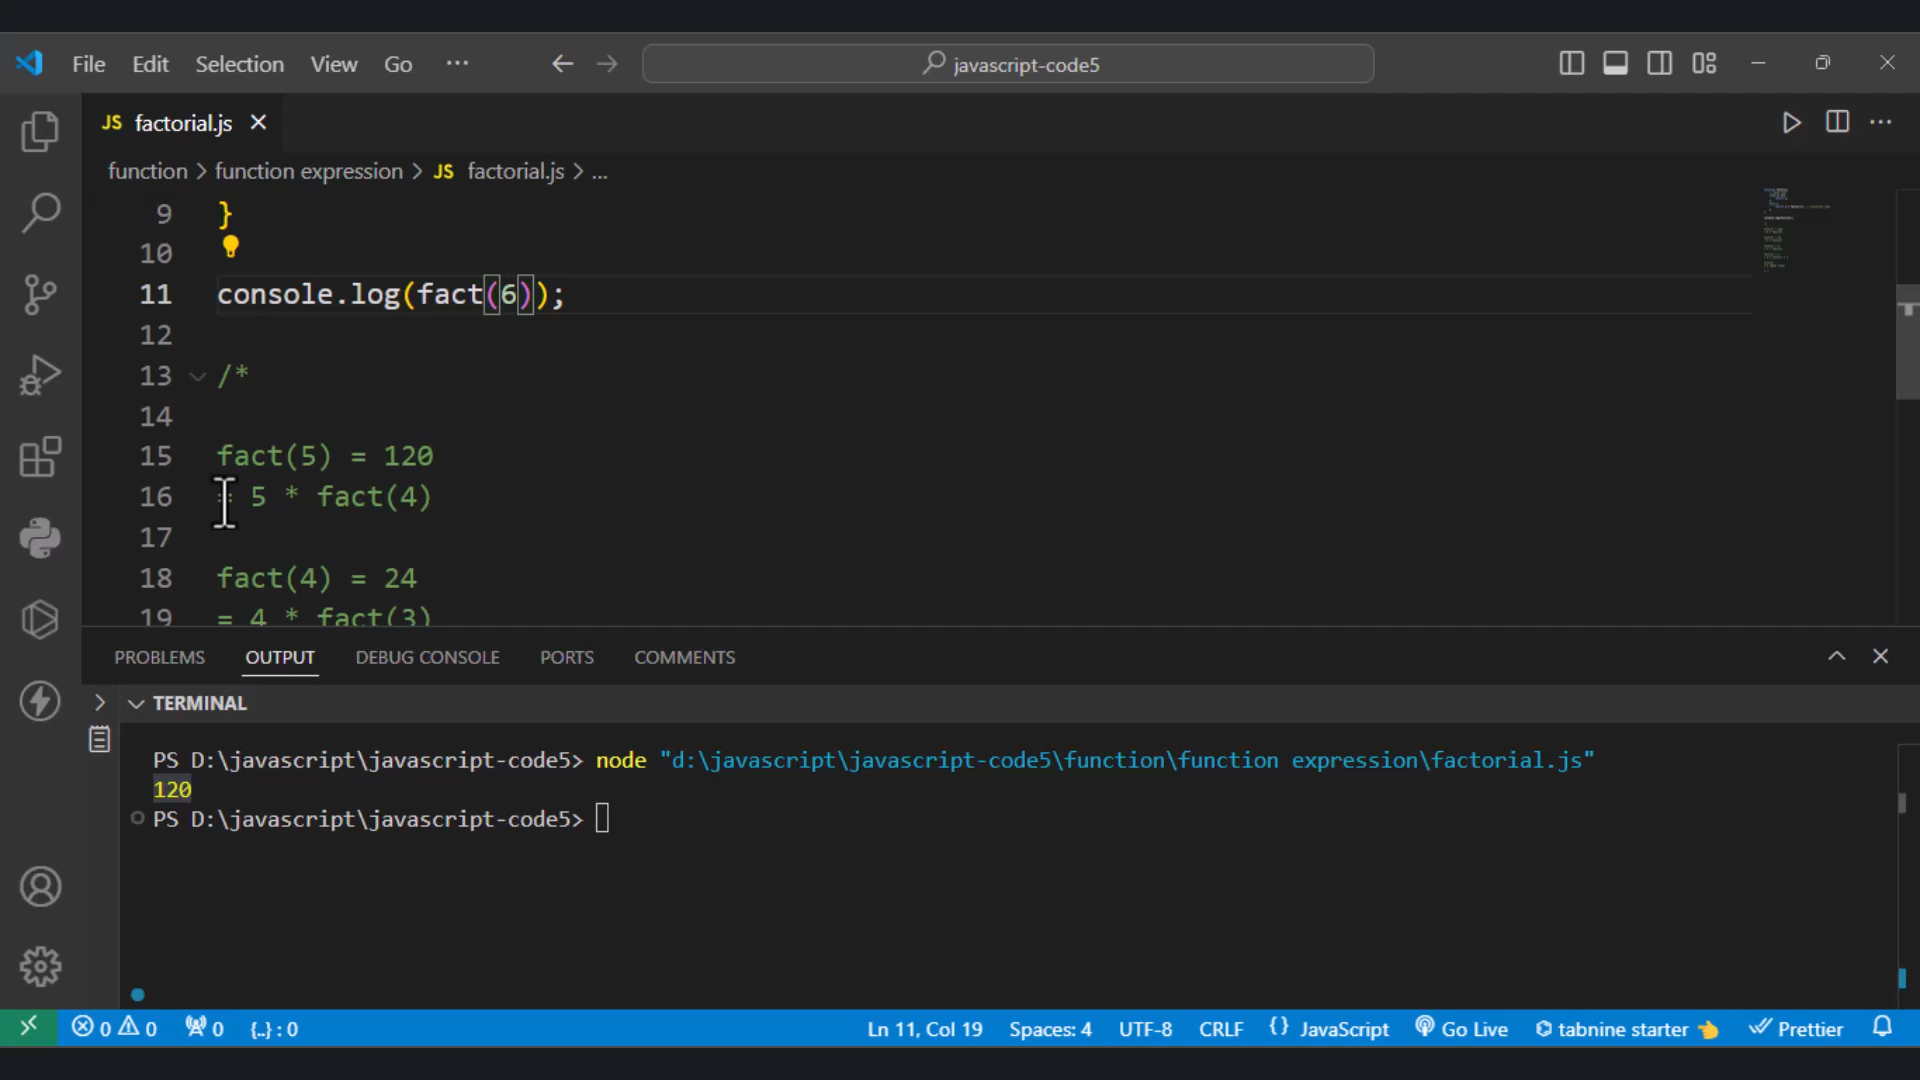 File Edit Selection View Go ···
javascript-code5
JS factorial.js
function > function expression > JS factorial.js > ...
9 }
10
11 console.log(fact(6));
12
13 /*
14
15 fact(5) = 120
16 5 * fact(4)
17
18 fact(4) = 24
19 = 4 * fact(3)
PROBLEMS OUTPUT DEBUG CONSOLE PORTS COMMENTS
TERMINAL
PS D:\javascript\javascript-code5> node "d:\javascript\javascript-code5\function\function expression\factorial.js"
120
PS D:\javascript\javascript-code5>
0 0 0 {..} : 0 Ln 11, Col 19 Spaces: 4 UTF-8 CRLF {} JavaScript Go Live tabnine starter Prettier